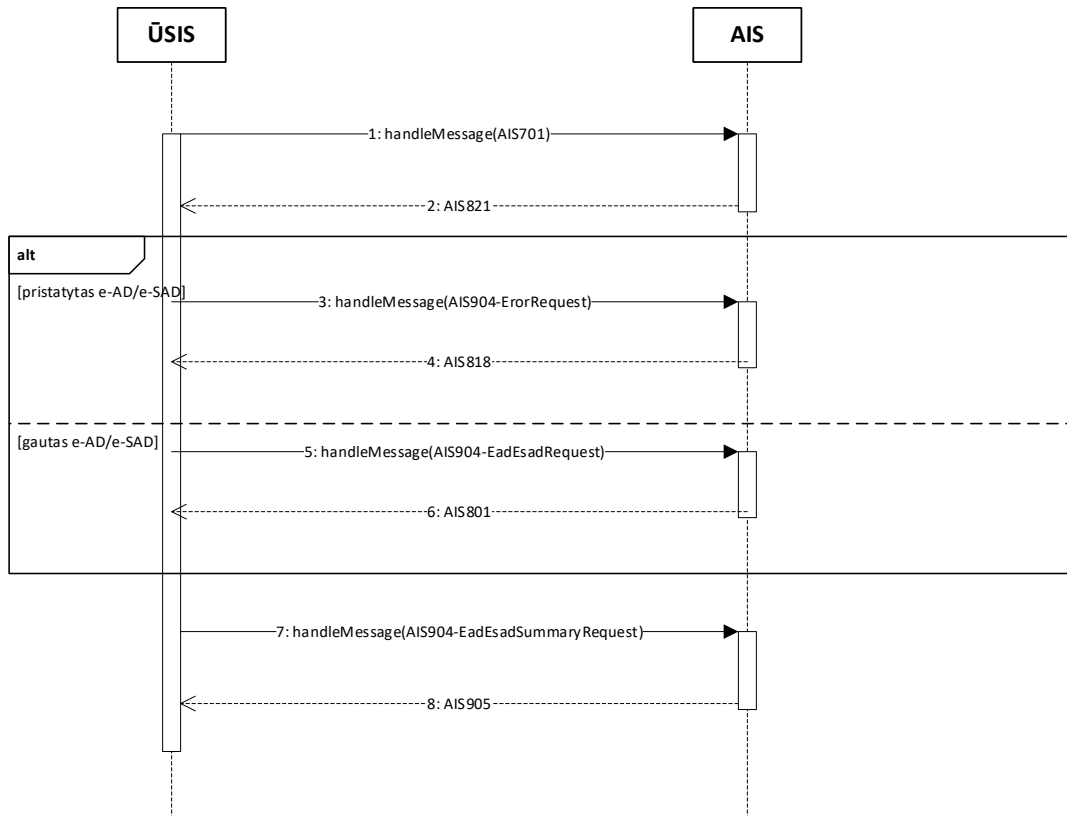 ŪSIS
AIS
1: handleMessage(AIS701)
2: AIS821
alt
[pristatytas e-AD/e-SAD]
3: handleMessage(AIS904-ErorRequest)
4: AIS818
[gautas e-AD/e-SAD]
5: handleMessage(AIS904-EadEsadRequest)
6: AIS801
7: handleMessage(AIS904-EadEsadSummaryRequest)
8: AIS905